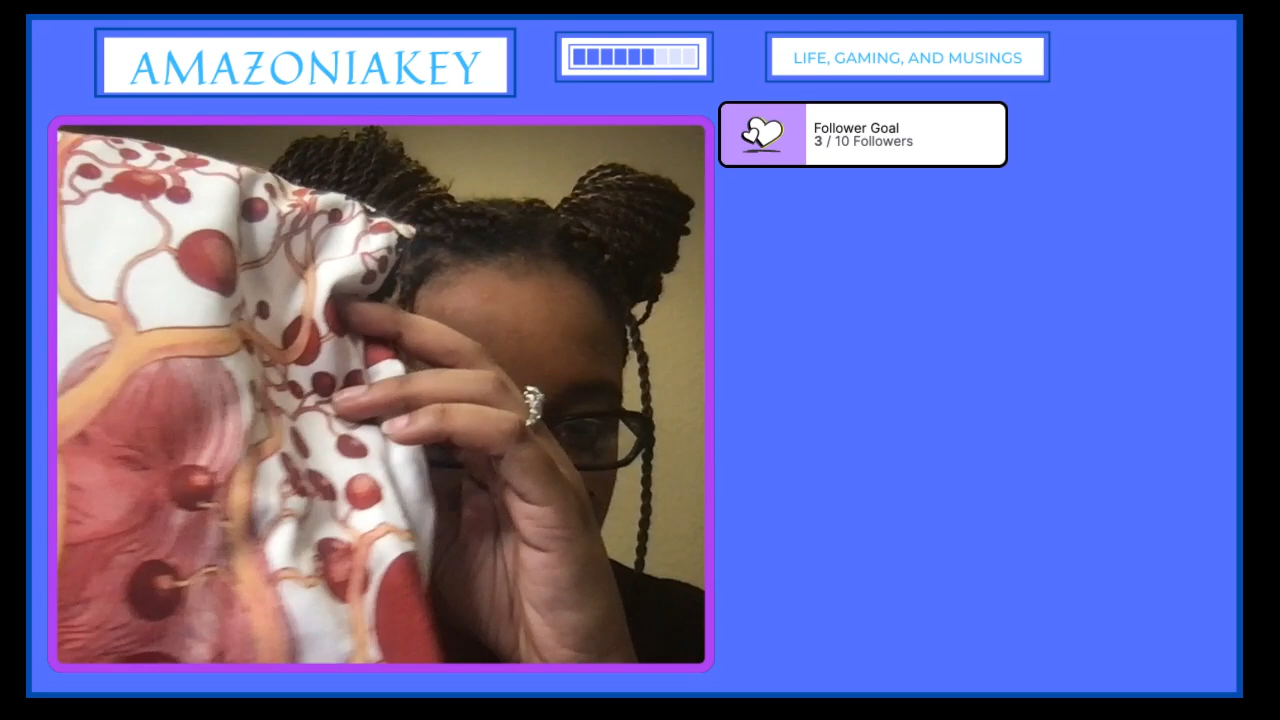 AMAZONIAKEY
LIFE, GAMING, AND MUSINGS
Follower Goal
3 / 10 Followers